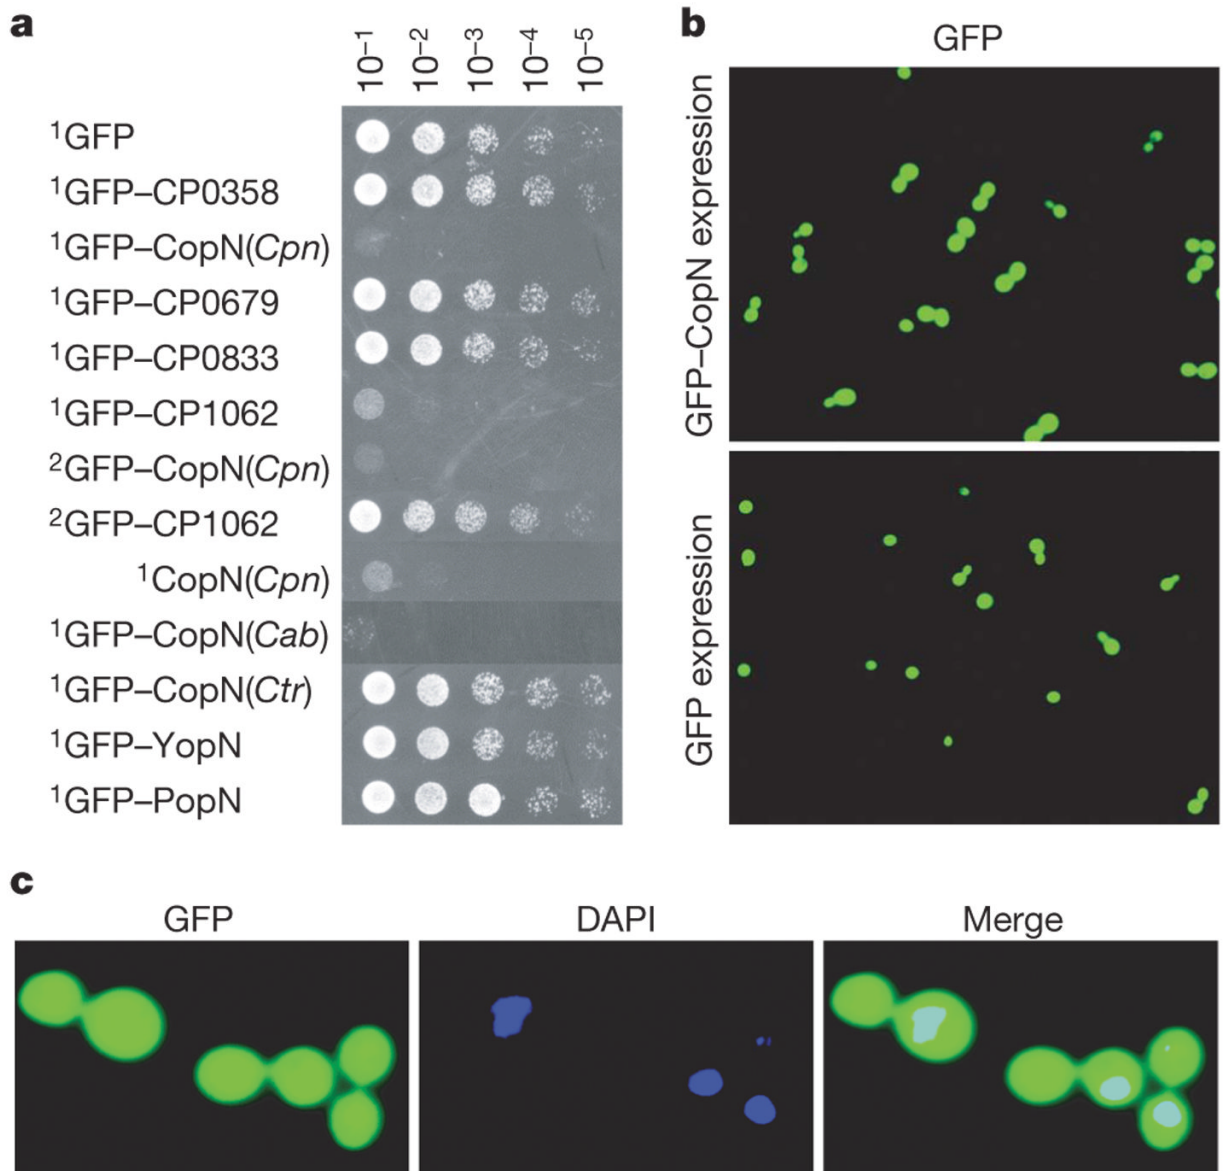 a
10⁻¹ 10⁻² 10⁻³ 10⁻⁴ 10⁻⁵
¹GFP
¹GFP–CP0358
¹GFP–CopN(Cpn)
¹GFP–CP0679
¹GFP–CP0833
¹GFP–CP1062
²GFP–CopN(Cpn)
²GFP–CP1062
¹CopN(Cpn)
¹GFP–CopN(Cab)
¹GFP–CopN(Ctr)
¹GFP–YopN
¹GFP–PopN
b
GFP
GFP–CopN expression
GFP expression
c
GFP DAPI Merge